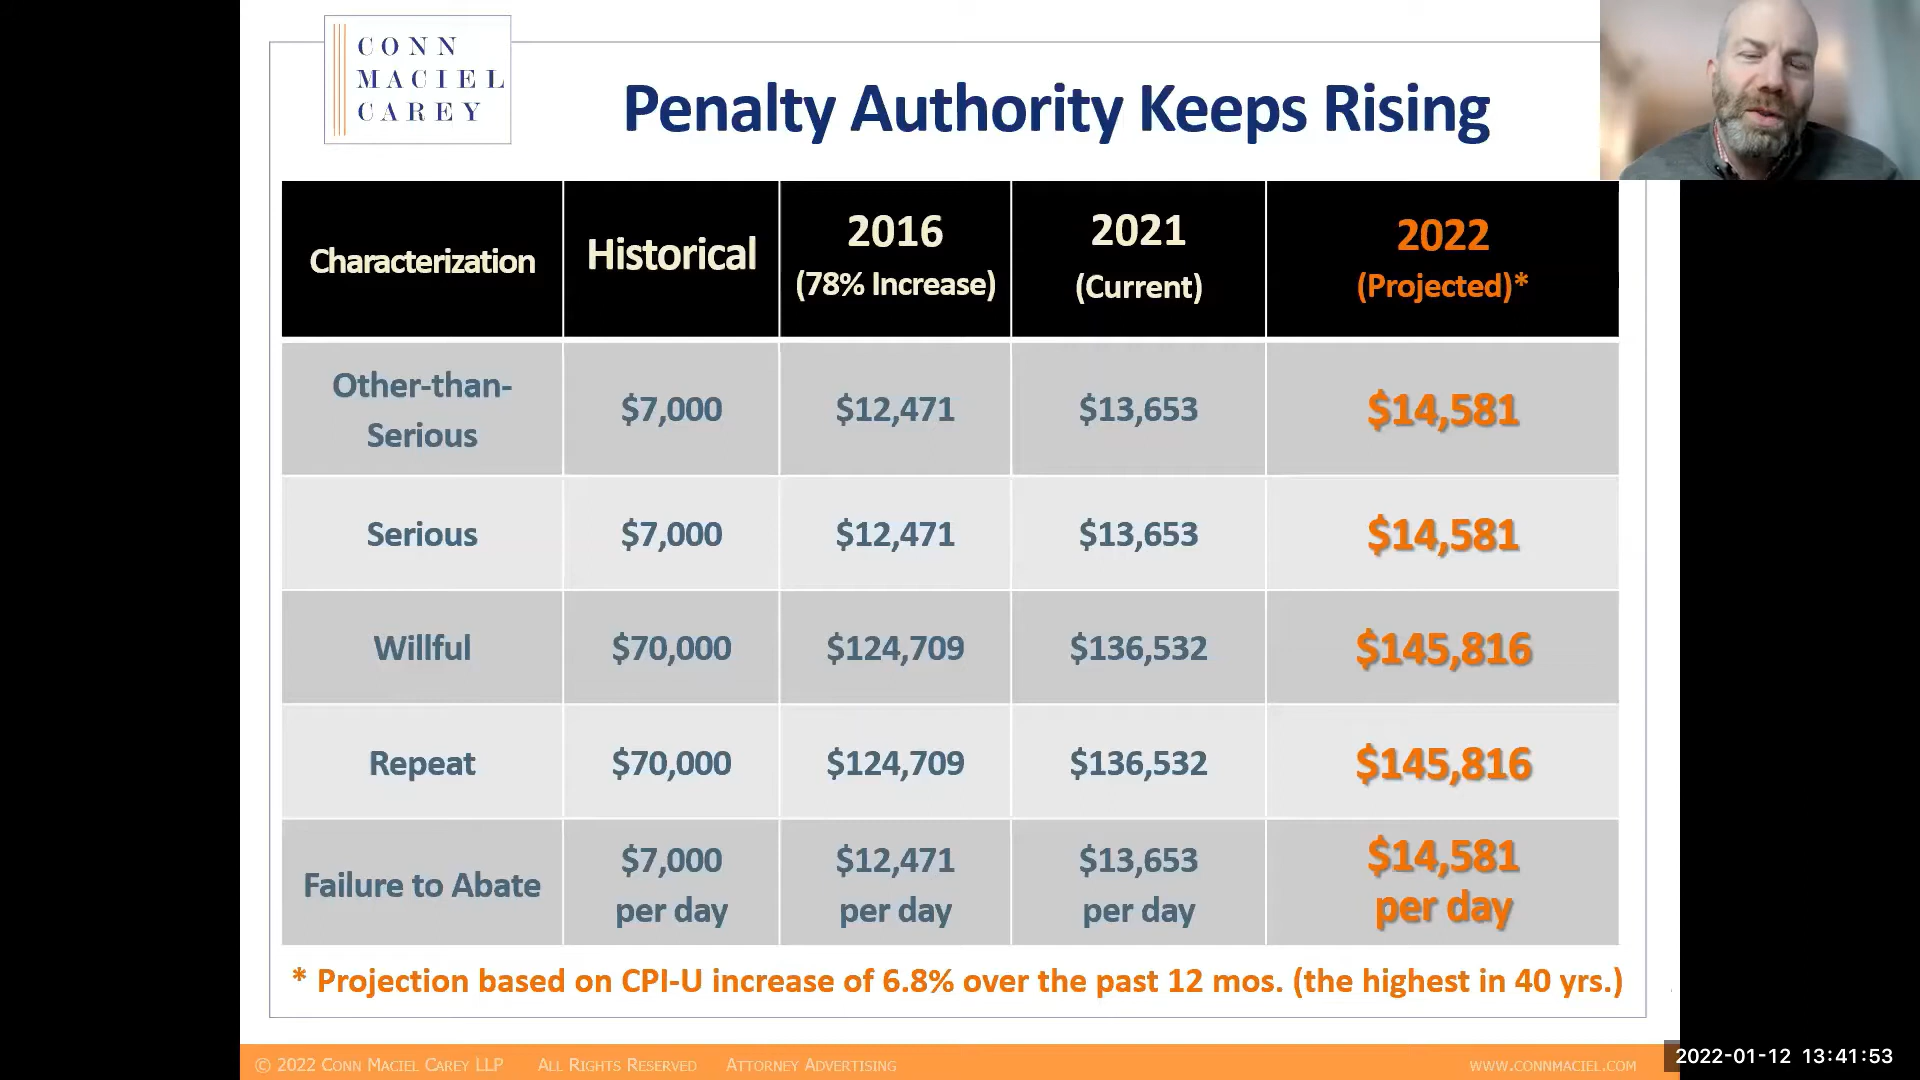 CONN
MACIEL
CAREY
Penalty Authority Keeps Rising
Characterization
Historical
2016
(78% Increase)
2021
(Current)
2022
(Projected)*
Other-than-
Serious
$7,000
$12,471
$13,653
$14,581
Serious
$7,000
$12,471
$13,653
$14,581
Willful
$70,000
$124,709
$136,532
$145,816
Repeat
$70,000
$124,709
$136,532
$145,816
Failure to Abate
$7,000
per day
$12,471
per day
$13,653
per day
$14,581
per day
* Projection based on CPI-U increase of 6.8% over the past 12 mos. (the highest in 40 yrs.)
© 2022 CONN MACIEL CAREY LLP ALL RIGHTS RESERVED ATTORNEY ADVERTISING
WWW.CONNMACIEL.COM
2022-01-12 13:41:53